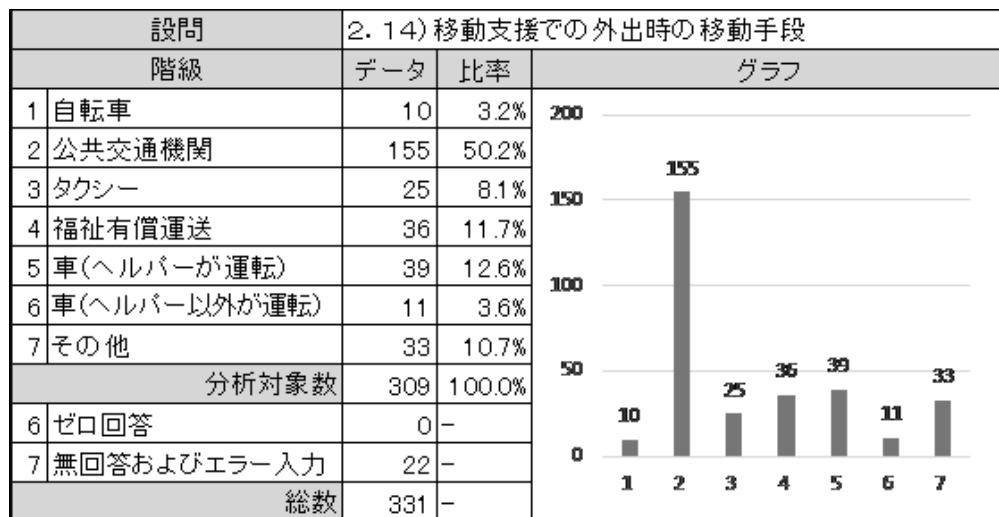 設問 2. 14)移動支援での外出時の移動手段
階級 データ 比率 グラフ
1 自転車 10 3.2%
2 公共交通機関 155 50.2%
3 タクシー 25 8.1%
4 福祉有償運送 36 11.7%
5 車(ヘルパーが運転) 39 12.6%
6 車(ヘルパー以外が運転) 11 3.6%
7 その他 33 10.7%
分析対象数 309 100.0%
6 ゼロ回答 0 -
7 無回答およびエラー入力 22 -
総数 331 -
200
150
100
50
0
10
155
25
36
39
11
33
1 2 3 4 5 6 7